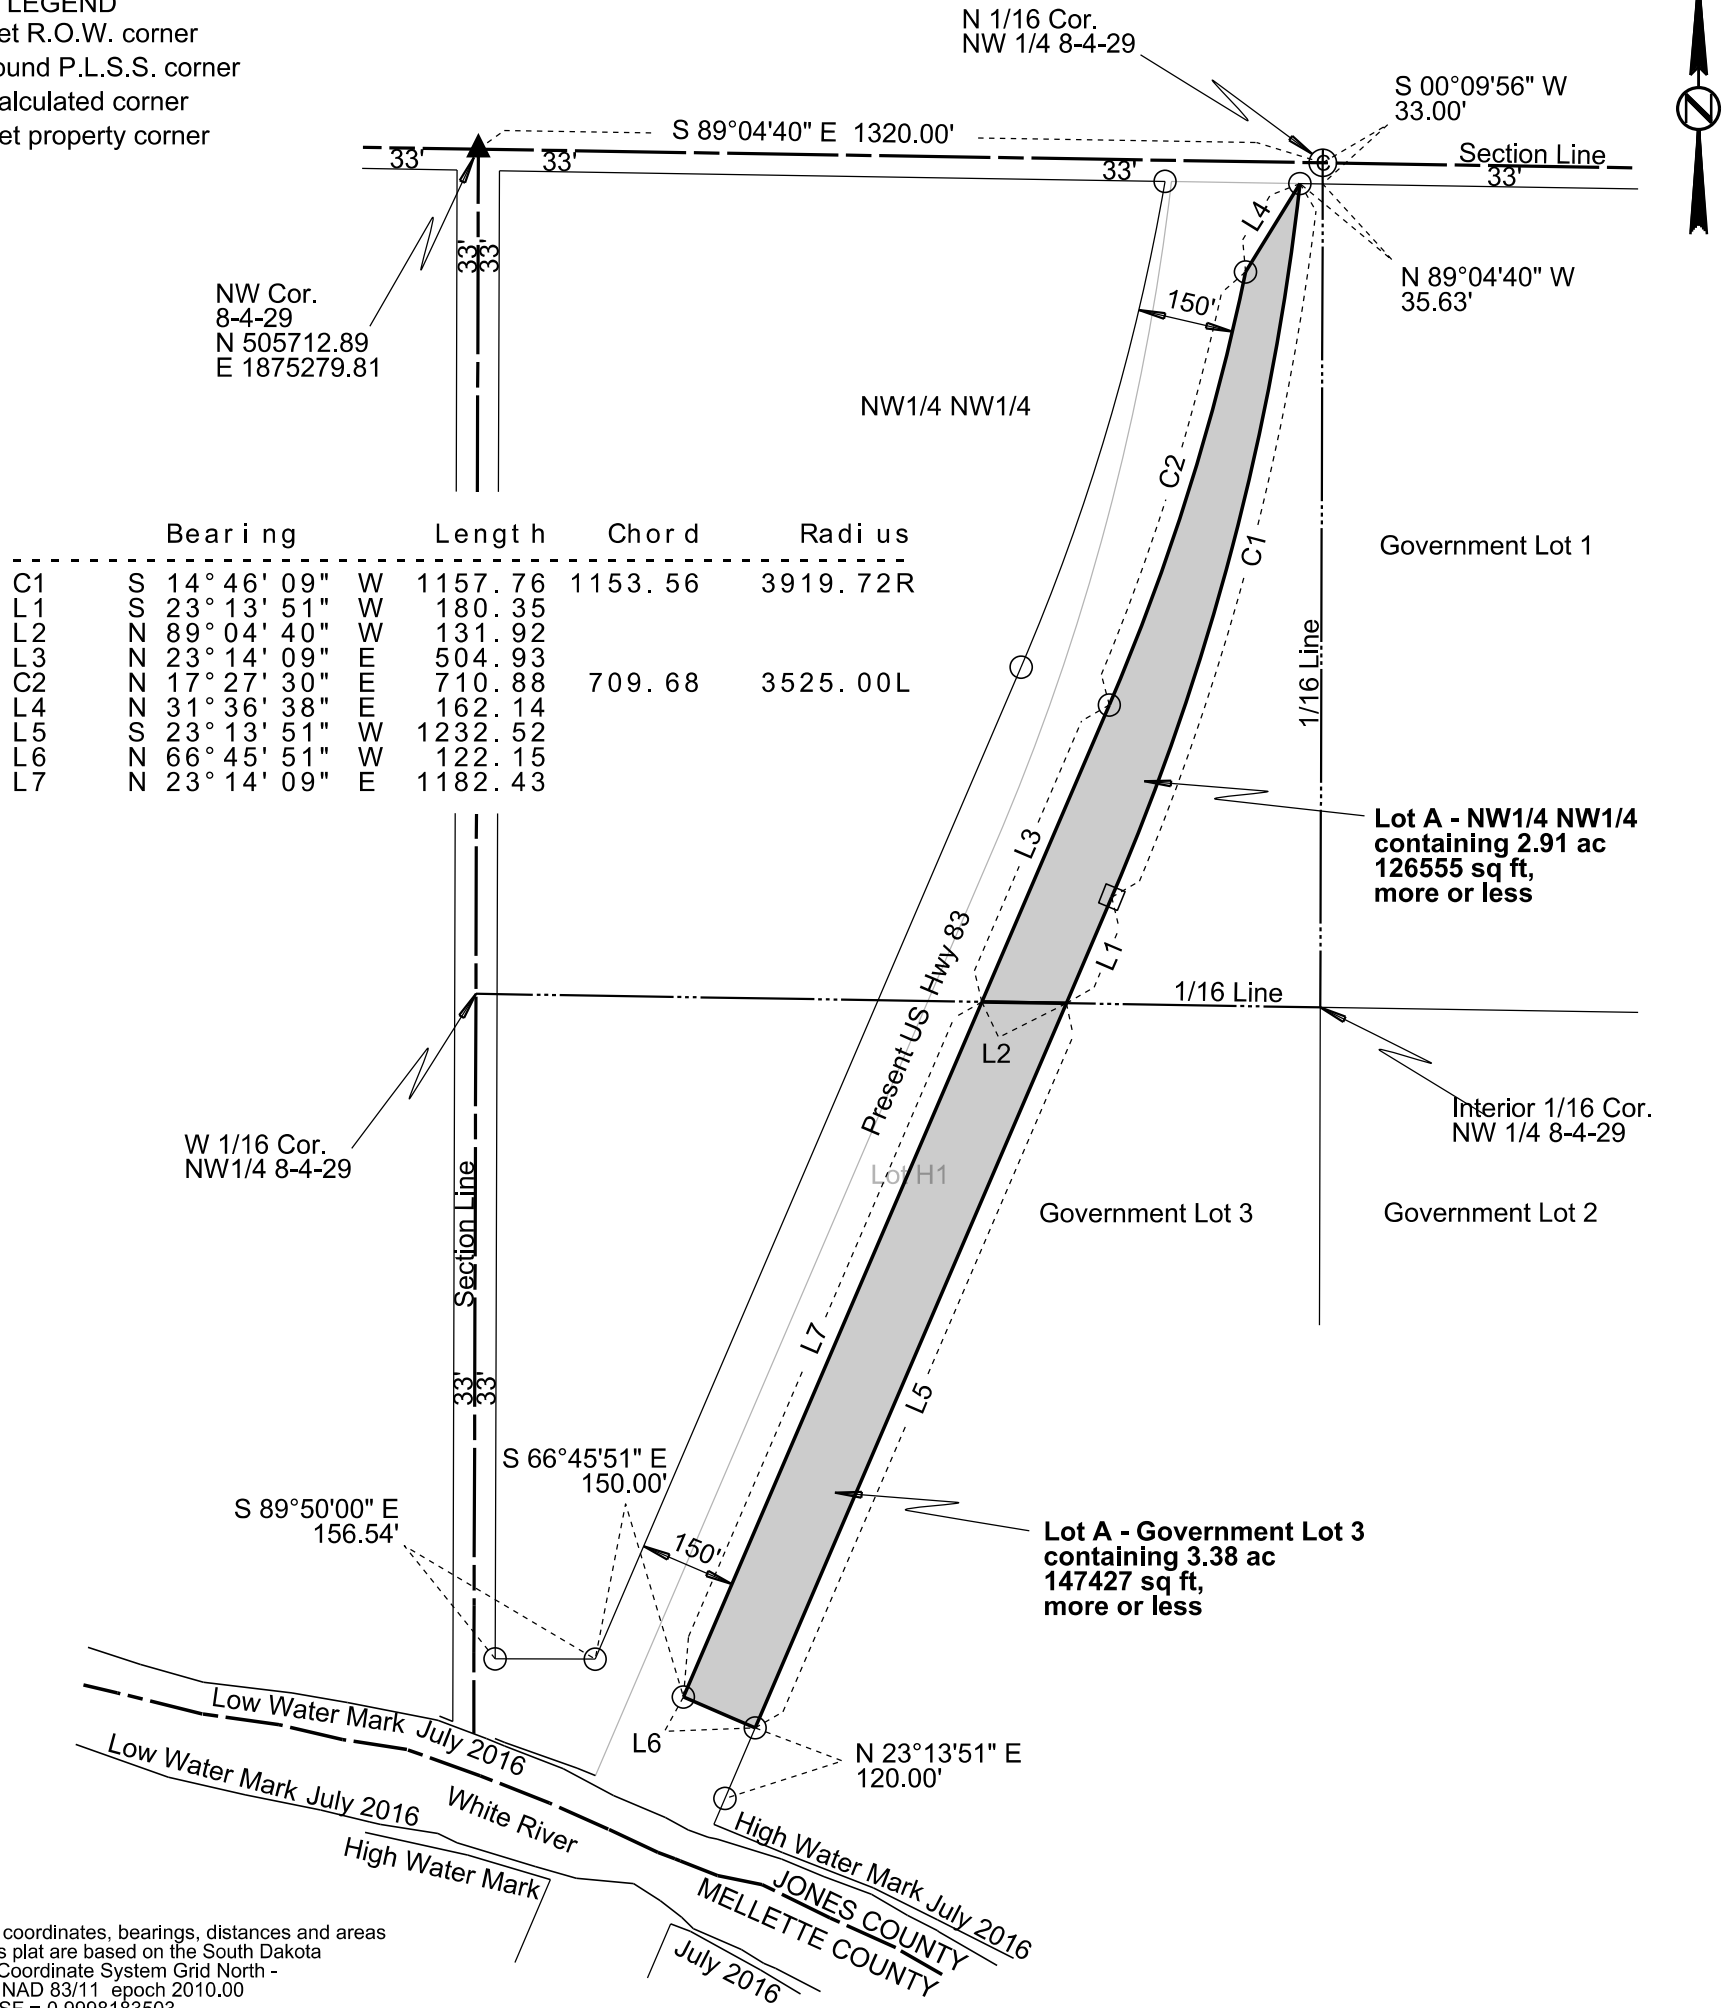 LEGEND
R.O.W. corner
P.L.S.S. corner
corner
property corner
N 1/16 Cor.
NW 1/4 8-4-29
S 00°09'56" W
33.00'
N
S 89°04'40" E 1320.00'
Section Line
33'
33'
33'
33'
33'
33'
L4
N 89°04'40" W
35.63'
NW Cor.
8-4-29
N 505712.89
E 1875279.81
150'
NW1/4 NW1/4
C2
C1
Government Lot 1
Bearing Length Chord Radius
C1 S 14°46'09" W 1157.76 1153.56 3919.72R
L1 S 23°13'51" W 180.35
L2 N 89°04'40" W 131.92
L3 N 23°14'09" E 504.93
C2 N 17°27'30" E 710.88 709.68 3525.00L
L4 N 31°36'38" E 162.14
L5 S 23°13'51" W 1232.52
L6 N 66°45'51" W 122.15
L7 N 23°14'09" E 1182.43
1/16 Line
Lot A - NW1/4 NW1/4
containing 2.91 ac
126555 sq ft,
more or less
L3
L1
Present US Hwy 83
1/16 Line
L2
Interior 1/16 Cor.
NW 1/4 8-4-29
W 1/16 Cor.
NW1/4 8-4-29
Lot H1
Section Line
Government Lot 3
Government Lot 2
L7
L5
33'
33'
S 66°45'51" E
150.00'
S 89°50'00" E
156.54'
150'
Lot A - Government Lot 3
containing 3.38 ac
147427 sq ft,
more or less
L6
N 23°13'51" E
120.00'
Low Water Mark July 2016
Low Water Mark July 2016
White River
High Water Mark
High Water Mark July 2016
JONES COUNTY
MELLETTE COUNTY
July 2016
coordinates, bearings, distances and areas
plat are based on the South Dakota
Coordinate System Grid North -
NAD 83/11 epoch 2010.00
= 0.9998183503